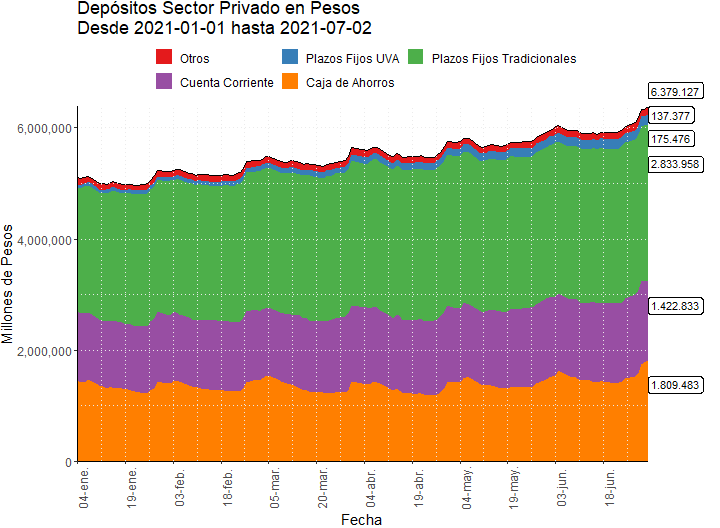 Depósitos Sector Privado en Pesos
Desde 2021-01-01 hasta 2021-07-02
Otros
Plazos Fijos UVA
Plazos Fijos Tradicionales
Cuenta Corriente
Caja de Ahorros
6.379.127
137.377
175.476
2.833.958
1.422.833
1.809.483
6,000,000
4,000,000
2,000,000
0
Millones de Pesos
04-ene.
19-ene.
03-feb.
18-feb.
05-mar.
20-mar.
04-abr.
19-abr.
04-may.
19-may.
03-jun.
18-jun.
Fecha